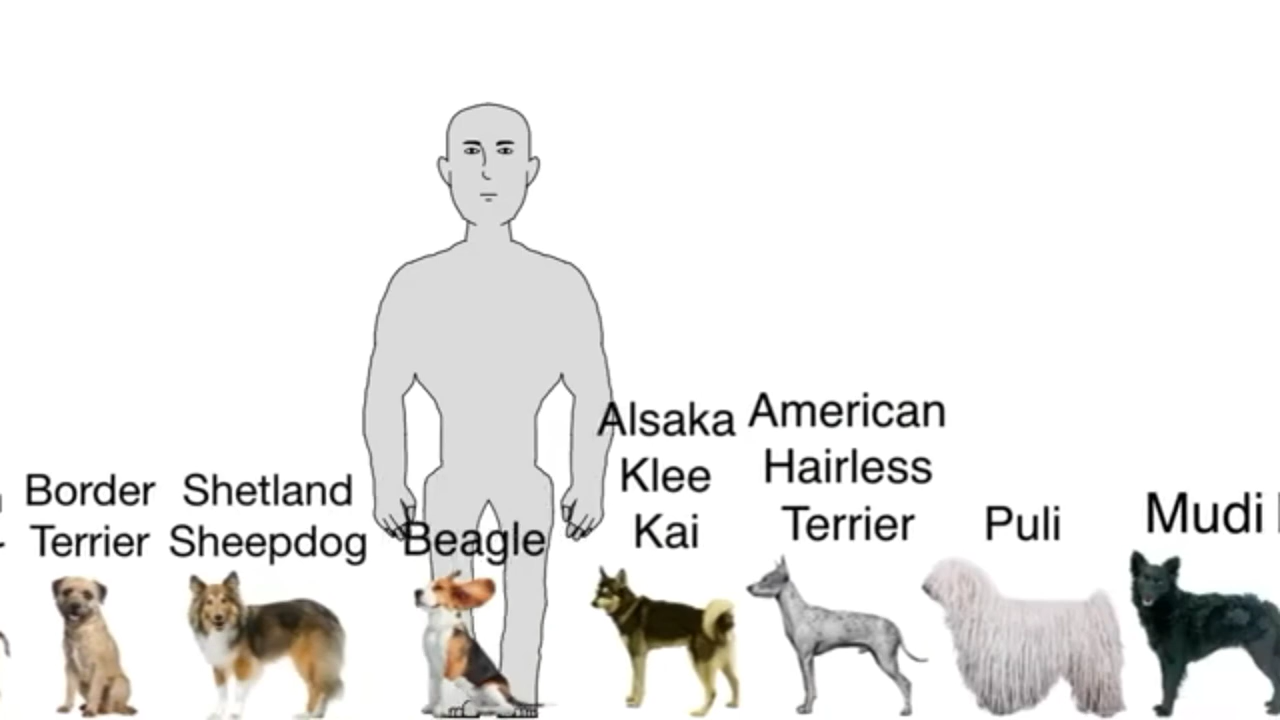 Border
Terrier
Shetland
Sheepdog
Beagle
Alsaka
Klee
Kai
American
Hairless
Terrier
Puli
Mudi